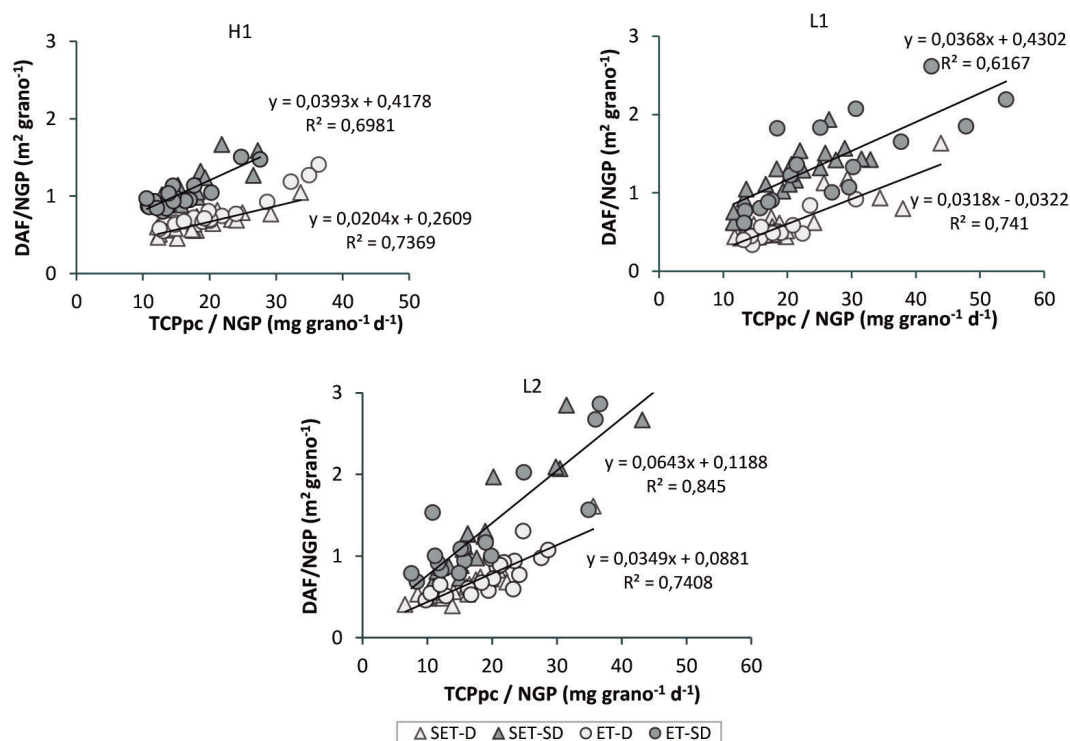 H1
DAF/NGP (m² grano⁻¹)
3
2
1
0
y = 0,0393x + 0,4178
R² = 0,6981
y = 0,0204x + 0,2609
R² = 0,7369
0 10 20 30 40 50
TCPpc / NGP (mg grano⁻¹ d⁻¹)
L1
DAF/NGP (m² grano⁻¹)
3
2
1
0
y = 0,0368x + 0,4302
R² = 0,6167
y = 0,0318x - 0,0322
R² = 0,741
0 10 20 30 40 50 60
TCPpc / NGP (mg grano⁻¹ d⁻¹)
L2
DAF/NGP (m² grano⁻¹)
3
2
1
0
y = 0,0643x + 0,1188
R² = 0,845
y = 0,0349x + 0,0881
R² = 0,7408
0 10 20 30 40 50 60
TCPpc / NGP (mg grano⁻¹ d⁻¹)
SET-D SET-SD ET-D ET-SD